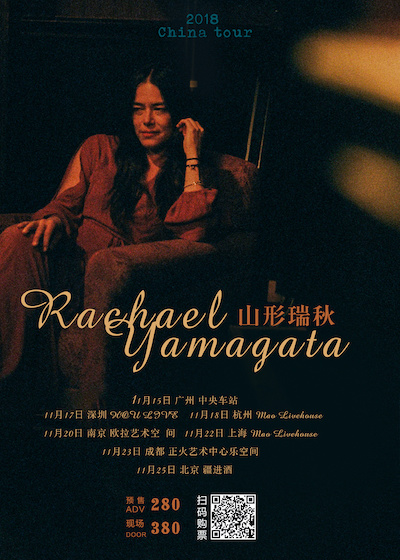 2018
China tour
Rachael 山形瑞秋
Yamagata
11月15日 广州 中央车站
11月17日 深圳 HOU LIVE 11月18日 杭州 Mao Livehouse
11月20日 南京 欧拉艺术空 间 11月22日 上海 Mao Livehouse
11月23日 成都 正火艺术中心乐空间
11月25日 北京 疆进酒
预售 ADV 280
现场 DOOR 380
扫码购票